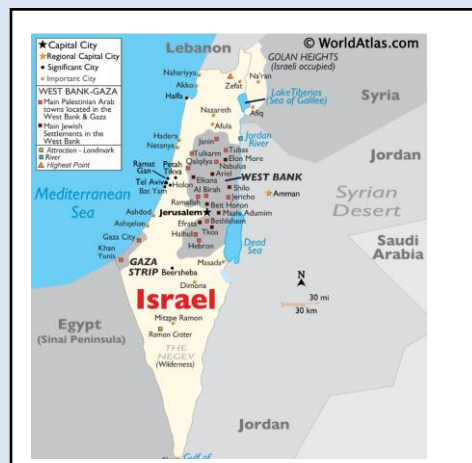 © WorldAtlas.com
★ Capital City
★ Regional Capital City
Significant City
Important City
WEST BANK-GAZA
Main Palestinian Arab
towns located in the
West Bank & Gaza
Main Jewish
Settlements in the
West Bank
Attraction - Landmark
River
Highest Point
Lebanon
GOLAN HEIGHTS
(Israeli occupied)
Nahariyya
Akko
Zefat
Na'ran
Haifa
Lake Tiberias
(Sea of Galilee)
Nazareth
Afiq
Syria
Afula
Jordan
River
Hadera
Netanya
Janin
Tulkarm
Tubas
Qalqilya
Nablus
Elon More
Jordan
Ramat
Gan
Petah
Tikva
Ariel
Elkana
WEST BANK
Tel Aviv
Holon
Shilo
Bat Yam
Al Birah
Jericho
Amman
Mediterranean
Sea
Ramallah
Beit Horon
Syrian
Desert
Ashdod
Jerusalem
Maale Adumim
Ashqelon
Efrata
Bethlehem
Gaza City
Halhul
Tkoa
Dead
Sea
Saudi
Arabia
Khan
Yunis
Hebron
GAZA
STRIP
Masada
Beersheba
N
Dimona
Israel
30 mi
30 km
Mitzpe Ramon
Egypt
(Sinai Peninsula)
Ramon Crater
THE
NEGEV
(Wilderness)
Jordan
Gulf of